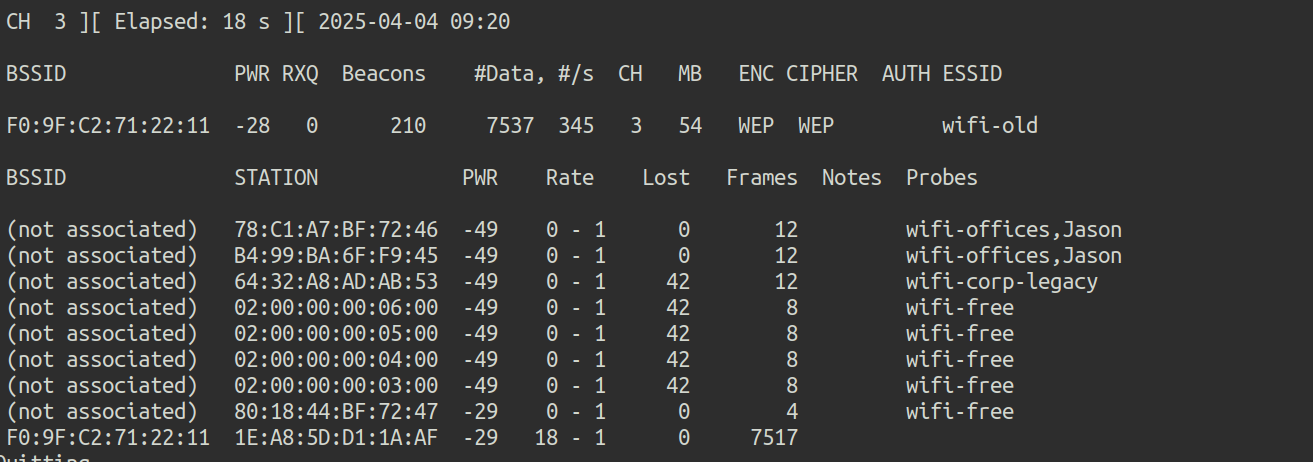 CH  3 ][ Elapsed: 18 s ][ 2025-04-04 09:20
BSSID              PWR RXQ  Beacons    #Data, #/s  CH   MB   ENC CIPHER  AUTH ESSID
F0:9F:C2:71:22:11  -28   0      210     7537  345   3   54   WEP  WEP         wifi-old
BSSID              STATION            PWR    Rate    Lost   Frames  Notes  Probes
(not associated)   78:C1:A7:BF:72:46  -49    0 - 1      0       12         wifi-offices,Jason
(not associated)   B4:99:BA:6F:F9:45  -49    0 - 1      0       12         wifi-offices,Jason
(not associated)   64:32:A8:AD:AB:53  -49    0 - 1     42       12         wifi-corp-legacy
(not associated)   02:00:00:00:06:00  -49    0 - 1     42        8         wifi-free
(not associated)   02:00:00:00:05:00  -49    0 - 1     42        8         wifi-free
(not associated)   02:00:00:00:04:00  -49    0 - 1     42        8         wifi-free
(not associated)   02:00:00:00:03:00  -49    0 - 1     42        8         wifi-free
(not associated)   80:18:44:BF:72:47  -29    0 - 1      0        4         wifi-free
F0:9F:C2:71:22:11  1E:A8:5D:D1:1A:AF  -29   18 - 1      0     7517
Quitting